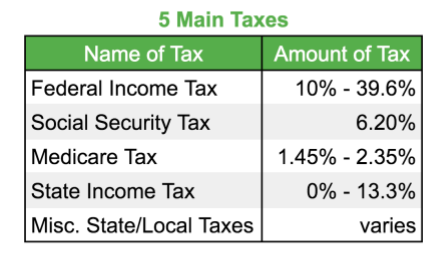 5 Main Taxes
Name of Tax Amount of Tax
Federal Income Tax 10% - 39.6%
Social Security Tax 6.20%
Medicare Tax 1.45% - 2.35%
State Income Tax 0% - 13.3%
Misc. State/Local Taxes varies